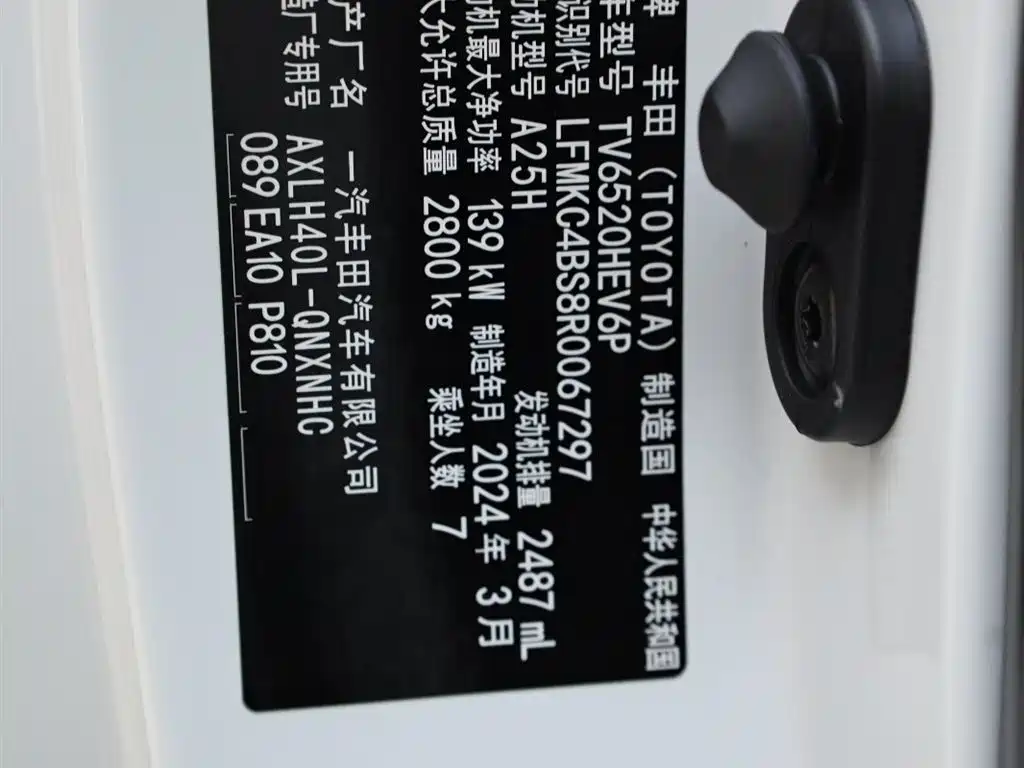 牌 丰田 (TOYOTA) 制造国 中华人民共和国
车型号 TV6520HEV6P
识别代号 LFMKC4BS8R0067297
动机型号 A25H 发动机排量 2487 mL
动机最大净功率 139 kW 制造年月 2024 年 3 月
大允许总质量 2800 kg 乘坐人数 7
产厂名 一汽丰田汽车有限公司
造厂专用号 AXLH40L-QNXNHC
089 EA10 P810